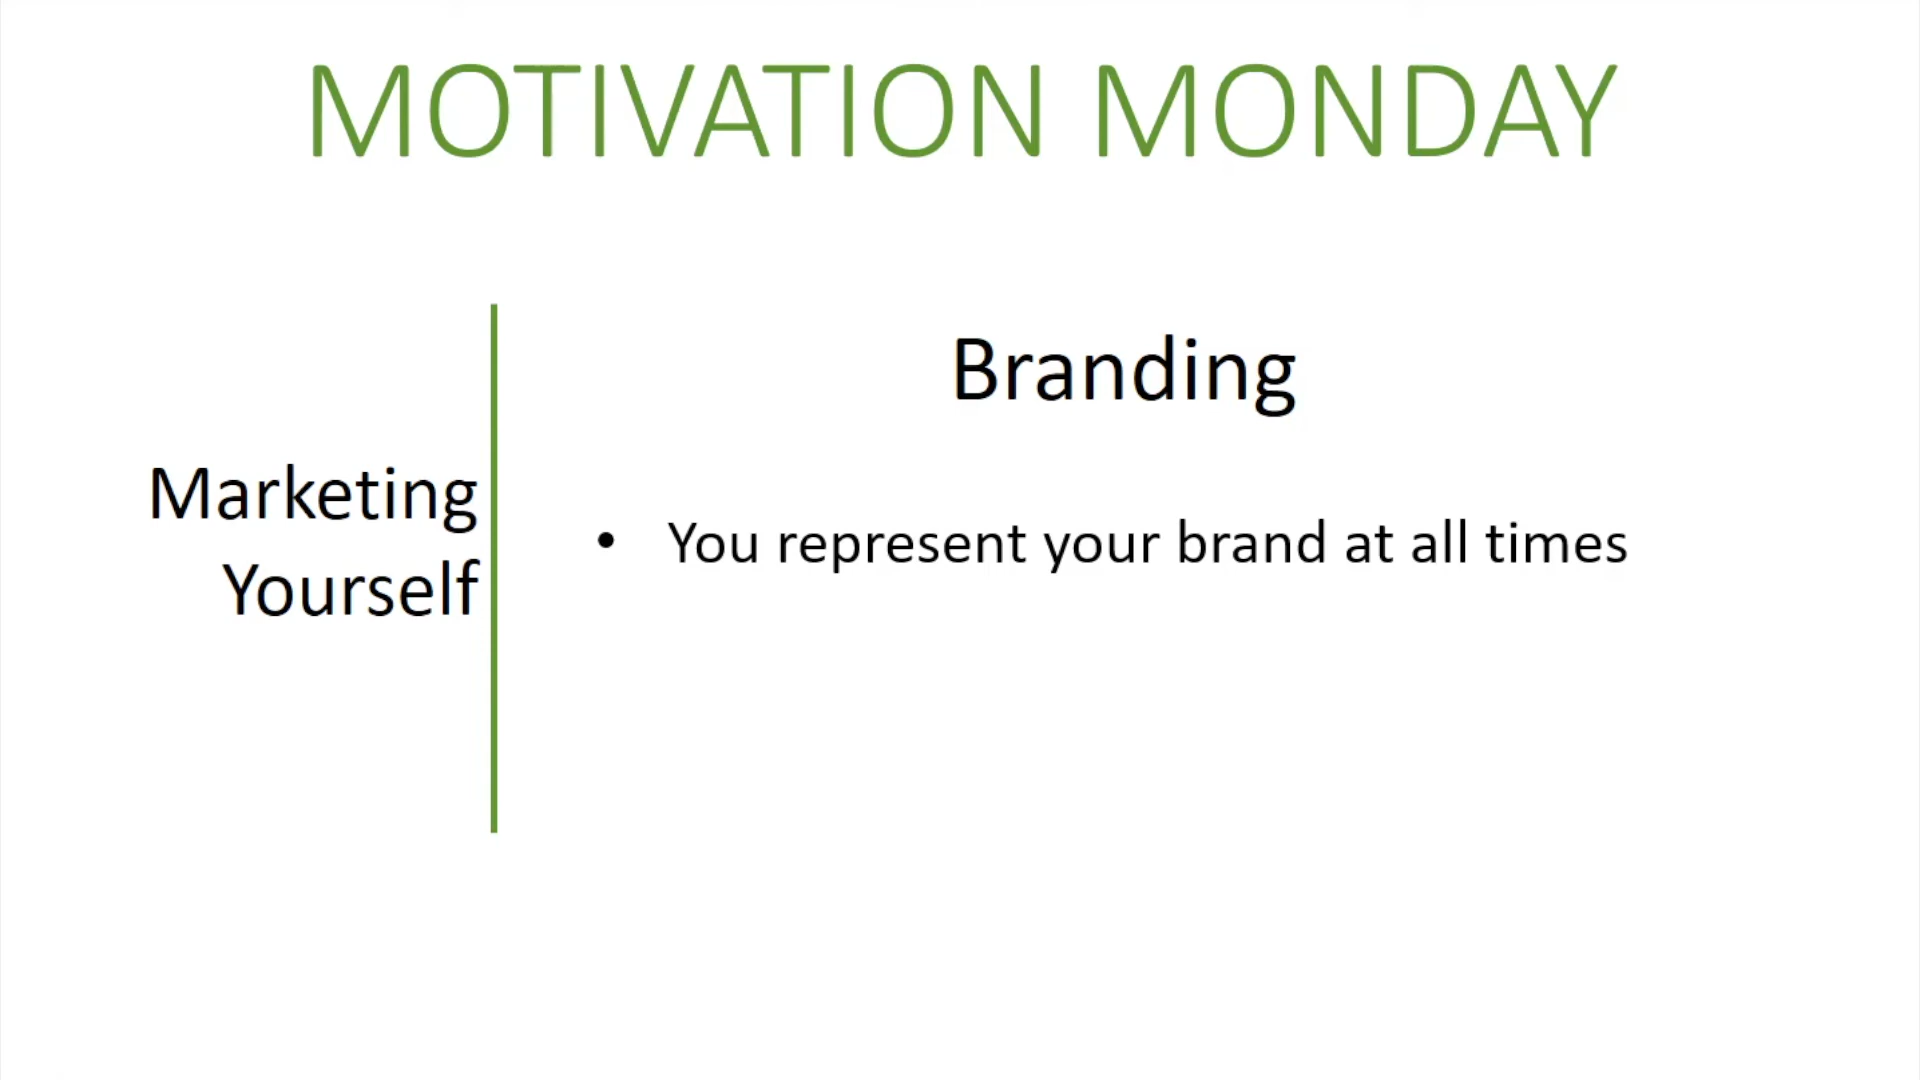 MOTIVATION MONDAY
Marketing
Yourself
Branding
• You represent your brand at all times